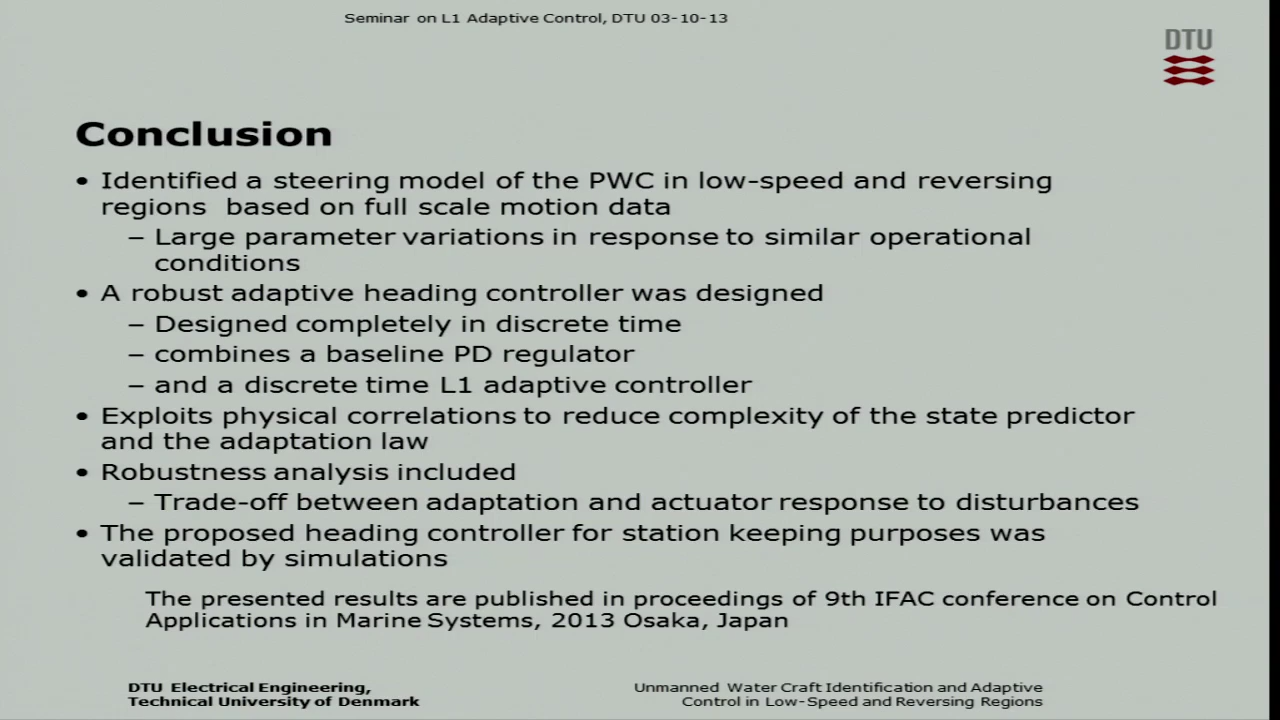 Seminar on L1 Adaptive Control, DTU 03-10-13
DTU
Conclusion
• Identified a steering model of the PWC in low-speed and reversing
regions based on full scale motion data
– Large parameter variations in response to similar operational
conditions
• A robust adaptive heading controller was designed
– Designed completely in discrete time
– combines a baseline PD regulator
– and a discrete time L1 adaptive controller
• Exploits physical correlations to reduce complexity of the state predictor
and the adaptation law
• Robustness analysis included
– Trade-off between adaptation and actuator response to disturbances
• The proposed heading controller for station keeping purposes was
validated by simulations
The presented results are published in proceedings of 9th IFAC conference on Control
Applications in Marine Systems, 2013 Osaka, Japan
DTU Electrical Engineering,
Technical University of Denmark
Unmanned Water Craft Identification and Adaptive
Control in Low-Speed and Reversing Regions